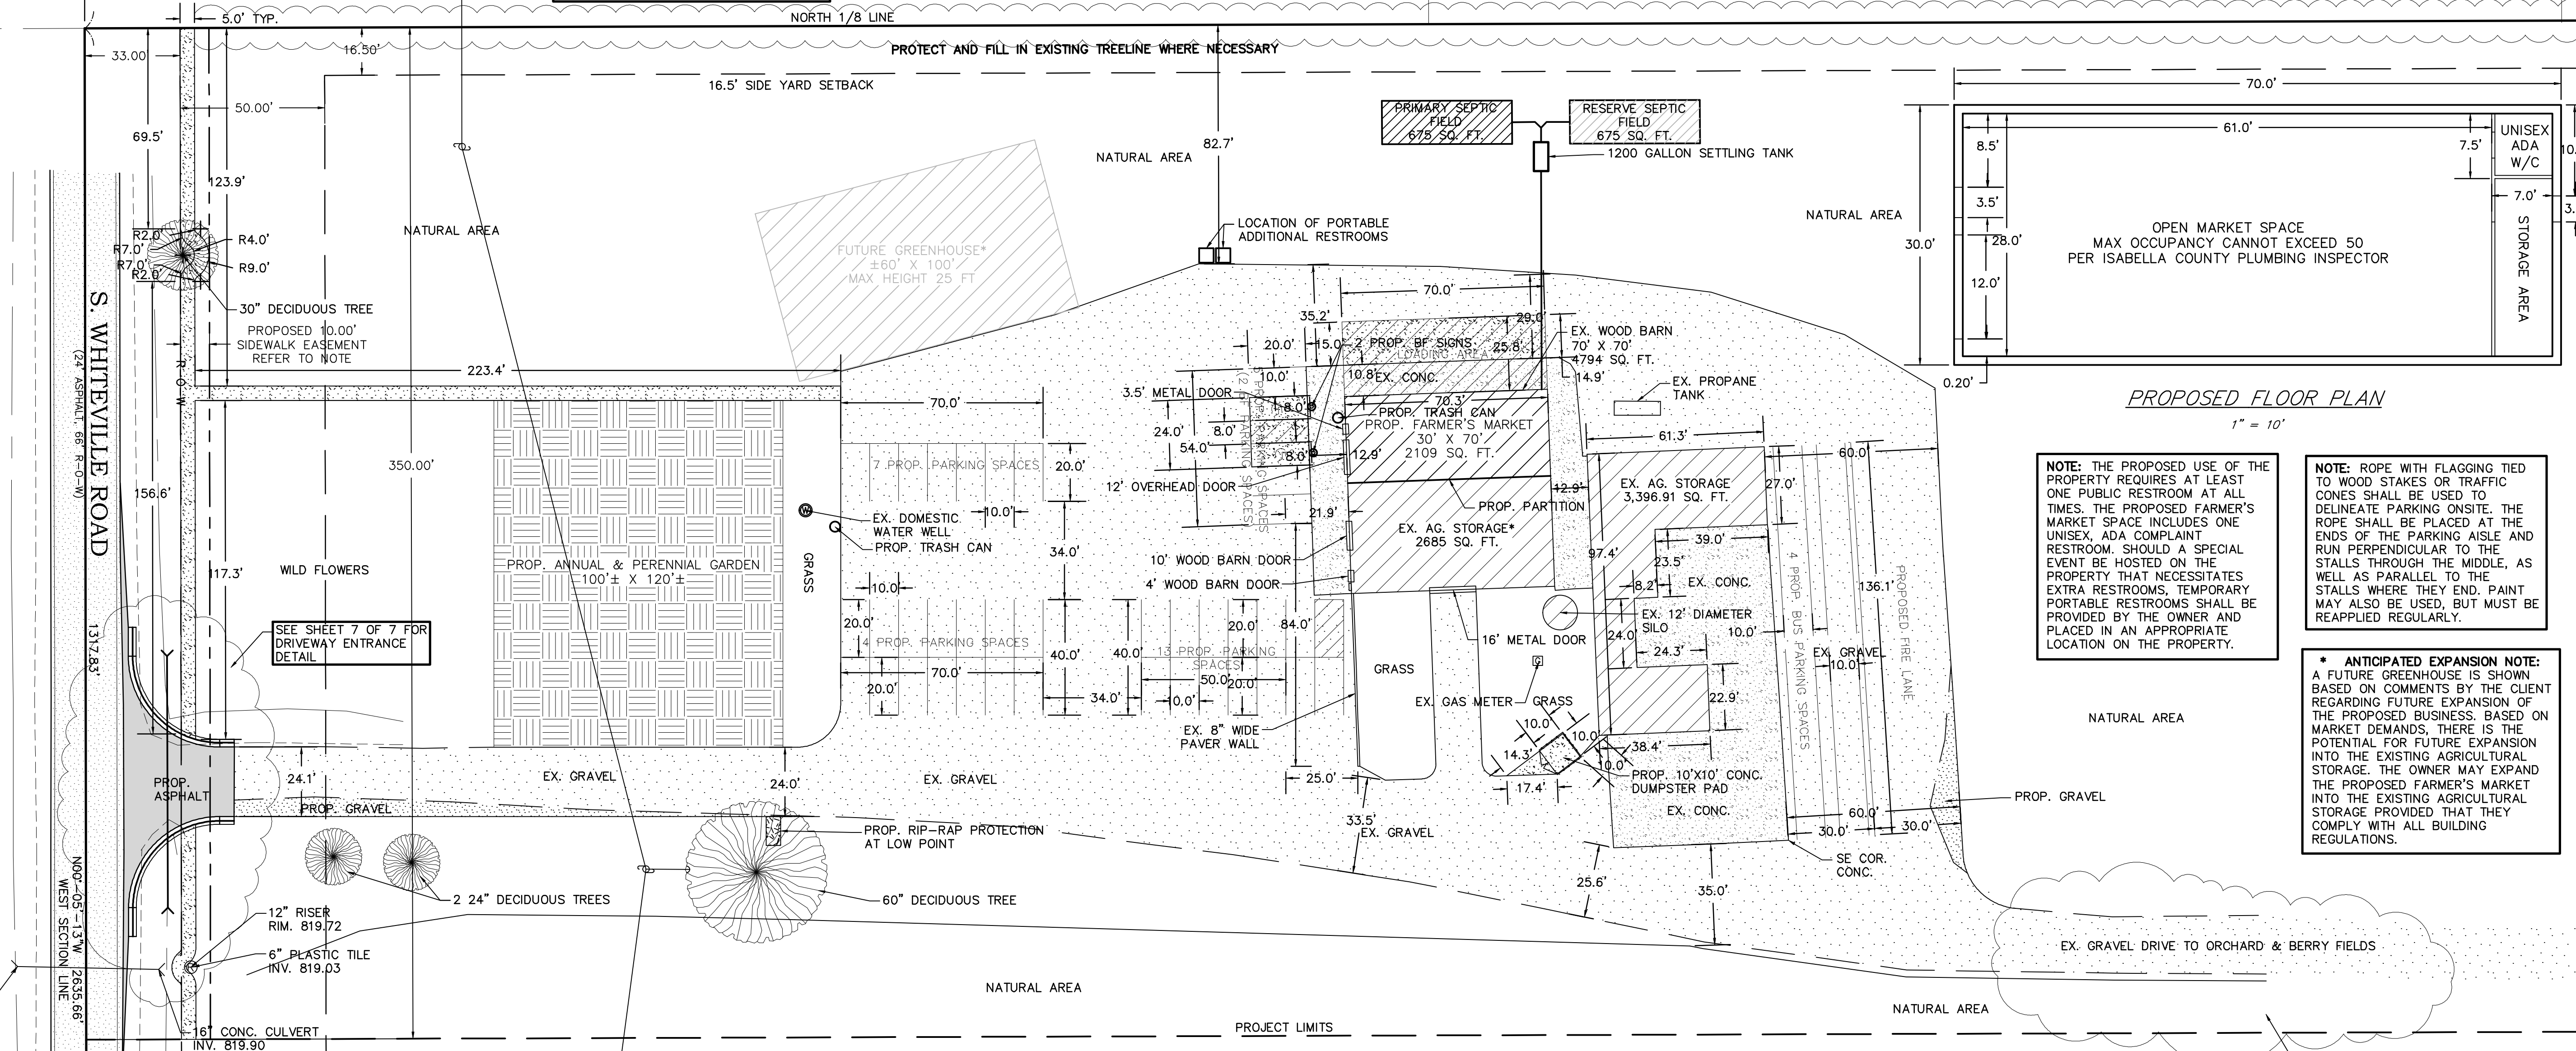 5.0' TYP.
NORTH 1/8 LINE
33.00
16.50'
PROTECT AND FILL IN EXISTING TREELINE WHERE NECESSARY
16.5' SIDE YARD SETBACK
50.00'
69.5'
123.9'
82.7'
NATURAL AREA
NATURAL AREA
NATURAL AREA
PRIMARY SEPTIC
FIELD
675 SQ. FT.
RESERVE SEPTIC
FIELD
675 SQ. FT.
1200 GALLON SETTLING TANK
R2.0'
R7.0'
R7.0'
R2.0'
R4.0'
R9.0'
30" DECIDUOUS TREE
PROPOSED 10.00'
SIDEWALK EASEMENT
REFER TO NOTE
R-O-W
FUTURE GREENHOUSE*
±60' X 100'
MAX HEIGHT 25 FT
LOCATION OF PORTABLE
ADDITIONAL RESTROOMS
223.4'
350.00'
S. WHITEVILLE ROAD
(24' ASPHALT, 66' R-O-W)
1317.83'
N00°-05'-13"W 2635.66'
WEST SECTION LINE
156.6'
117.3'
WILD FLOWERS
SEE SHEET 7 OF 7 FOR
DRIVEWAY ENTRANCE
DETAIL
PROP. ANNUAL & PERENNIAL GARDEN
100'± X 120'±
GRASS
EX. DOMESTIC
WATER WELL
PROP. TRASH CAN
70.0'
7 PROP. PARKING SPACES
20.0'
10.0'
34.0'
10.0'
20.0'
14 PROP. PARKING SPACES
20.0'
70.0'
40.0'
34.0'
40.0'
13 PROP. PARKING
SPACES
20.0'
50.0'
20.0'
10.0'
84.0'
35.2'
70.0'
29.0'
20.0'
15.0'
2 PROP. BF SIGNS
LOADING AREA
25.8'
10.0'
10.8'
EX. CONC.
14.9'
EX. WOOD BARN
70' X 70'
4794 SQ. FT.
EX. PROPANE
TANK
3.5' METAL DOOR
8.0'
70.3'
PROP. TRASH CAN
PROP. FARMER'S MARKET
30' X 70'
2109 SQ. FT.
24.0'
8.0'
54.0'
8.0'
12.9'
5 PROP. PARKING SPACES
12' OVERHEAD DOOR
PROP. PARTITION
12.9'
21.9'
EX. AG. STORAGE*
2685 SQ. FT.
10' WOOD BARN DOOR
4' WOOD BARN DOOR
61.3'
EX. AG. STORAGE
3,396.91 SQ. FT.
27.0'
60.0'
39.0'
23.5'
97.4'
EX. CONC.
8.2'
EX. 12' DIAMETER
SILO
24.0'
10.0'
24.3'
16' METAL DOOR
GRASS
EX. GAS METER
GRASS
22.9'
4 PROP. BUS PARKING SPACES
136.1'
EX. GRAVEL
10.0'
PROPOSED FIRE LANE
EX. 8" WIDE
PAVER WALL
10.0'
10.0'
14.3'
38.4'
10.0'
PROP. 10'X10' CONC.
DUMPSTER PAD
17.4'
EX. CONC.
25.0'
33.5'
EX. GRAVEL
25.6'
35.0'
60.0'
30.0'
30.0'
SE COR.
CONC.
PROP. GRAVEL
PROP.
ASPHALT
24.1'
EX. GRAVEL
24.0'
EX. GRAVEL
PROP. GRAVEL
PROP. RIP-RAP PROTECTION
AT LOW POINT
2 24" DECIDUOUS TREES
60" DECIDUOUS TREE
12" RISER
RIM. 819.72
6" PLASTIC TILE
INV. 819.03
16" CONC. CULVERT
INV. 819.90
NATURAL AREA
PROJECT LIMITS
NATURAL AREA
NATURAL AREA
EX. GRAVEL DRIVE TO ORCHARD & BERRY FIELDS
70.0'
61.0'
8.5'
7.5'
UNISEX
ADA
W/C
3.5'
7.0'
30.0'
28.0'
12.0'
0.20'
OPEN MARKET SPACE
MAX OCCUPANCY CANNOT EXCEED 50
PER ISABELLA COUNTY PLUMBING INSPECTOR
STORAGE AREA
PROPOSED FLOOR PLAN
1" = 10'
NOTE: THE PROPOSED USE OF THE
PROPERTY REQUIRES AT LEAST
ONE PUBLIC RESTROOM AT ALL
TIMES. THE PROPOSED FARMER'S
MARKET SPACE INCLUDES ONE
UNISEX, ADA COMPLAINT
RESTROOM. SHOULD A SPECIAL
EVENT BE HOSTED ON THE
PROPERTY THAT NECESSITATES
EXTRA RESTROOMS, TEMPORARY
PORTABLE RESTROOMS SHALL BE
PROVIDED BY THE OWNER AND
PLACED IN AN APPROPRIATE
LOCATION ON THE PROPERTY.
NOTE: ROPE WITH FLAGGING TIED
TO WOOD STAKES OR TRAFFIC
CONES SHALL BE USED TO
DELINEATE PARKING ONSITE. THE
ROPE SHALL BE PLACED AT THE
ENDS OF THE PARKING AISLE AND
RUN PERPENDICULAR TO THE
STALLS THROUGH THE MIDDLE, AS
WELL AS PARALLEL TO THE
STALLS WHERE THEY END. PAINT
MAY ALSO BE USED, BUT MUST BE
REAPPLIED REGULARLY.
* ANTICIPATED EXPANSION NOTE:
A FUTURE GREENHOUSE IS SHOWN
BASED ON COMMENTS BY THE CLIENT
REGARDING FUTURE EXPANSION OF
THE PROPOSED BUSINESS. BASED ON
MARKET DEMANDS, THERE IS THE
POTENTIAL FOR FUTURE EXPANSION
INTO THE EXISTING AGRICULTURAL
STORAGE. THE OWNER MAY EXPAND
THE PROPOSED FARMER'S MARKET
INTO THE EXISTING AGRICULTURAL
STORAGE PROVIDED THAT THEY
COMPLY WITH ALL BUILDING
REGULATIONS.